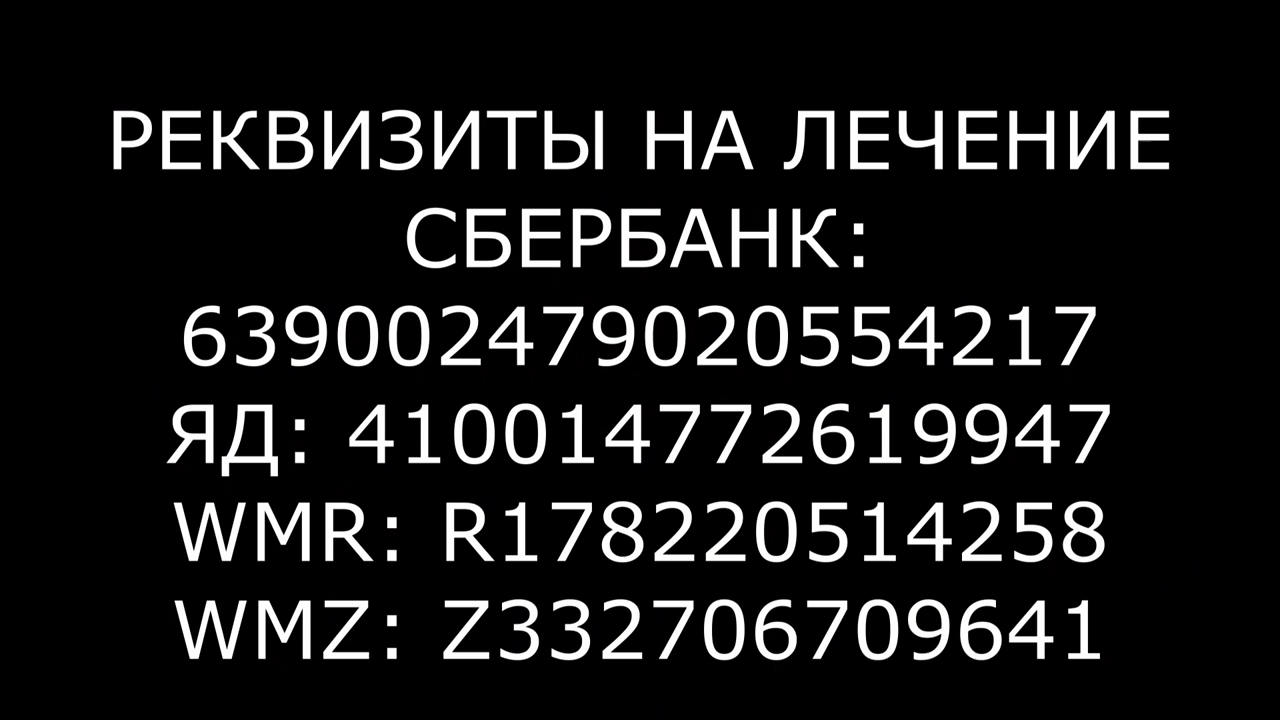 РЕКВИЗИТЫ НА ЛЕЧЕНИЕ
СБЕРБАНК:
639002479020554217
ЯД: 410014772619947
WMR: R178220514258
WMZ: Z332706709641